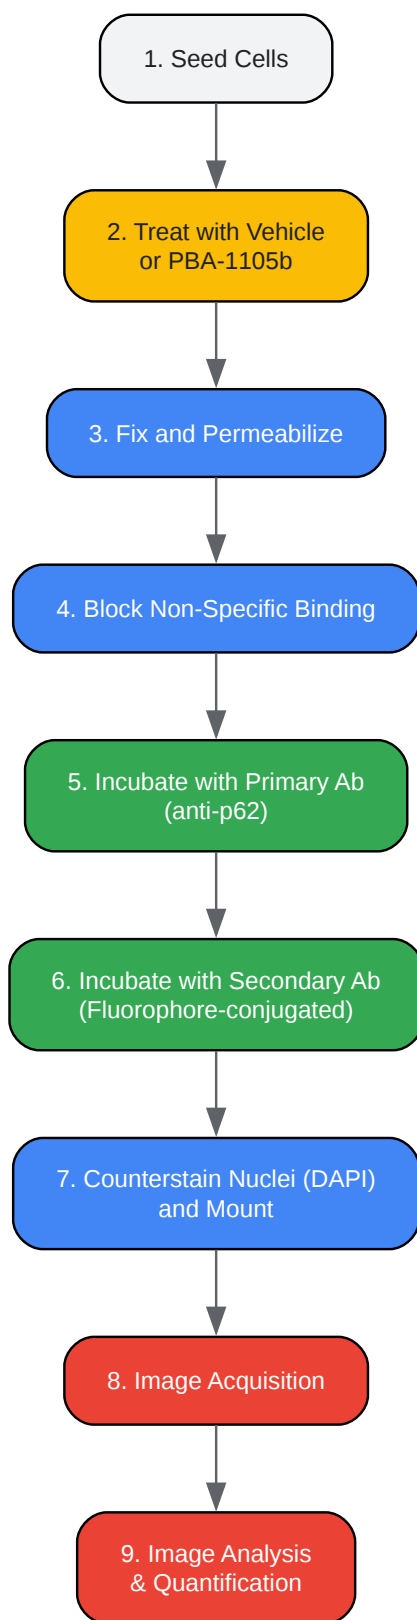 1. Seed Cells
2. Treat with Vehicle
or PBA-1105b
3. Fix and Permeabilize
4. Block Non-Specific Binding
5. Incubate with Primary Ab
(anti-p62)
6. Incubate with Secondary Ab
(Fluorophore-conjugated)
7. Counterstain Nuclei (DAPI)
and Mount
8. Image Acquisition
9. Image Analysis
& Quantification